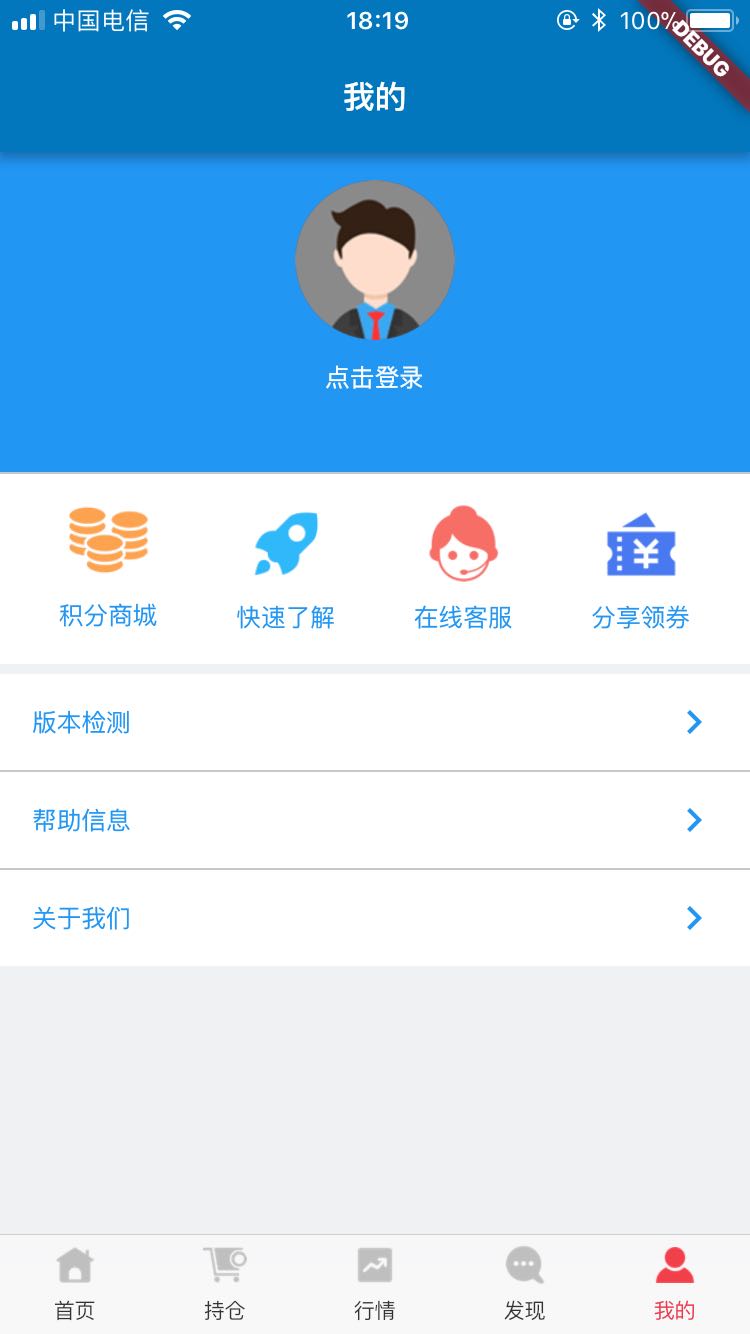 中国电信 18:19 100%
DEBUG
我的
点击登录
积分商城 快速了解 在线客服 分享领券
¥
版本检测
帮助信息
关于我们
首页 持仓 行情 发现 我的